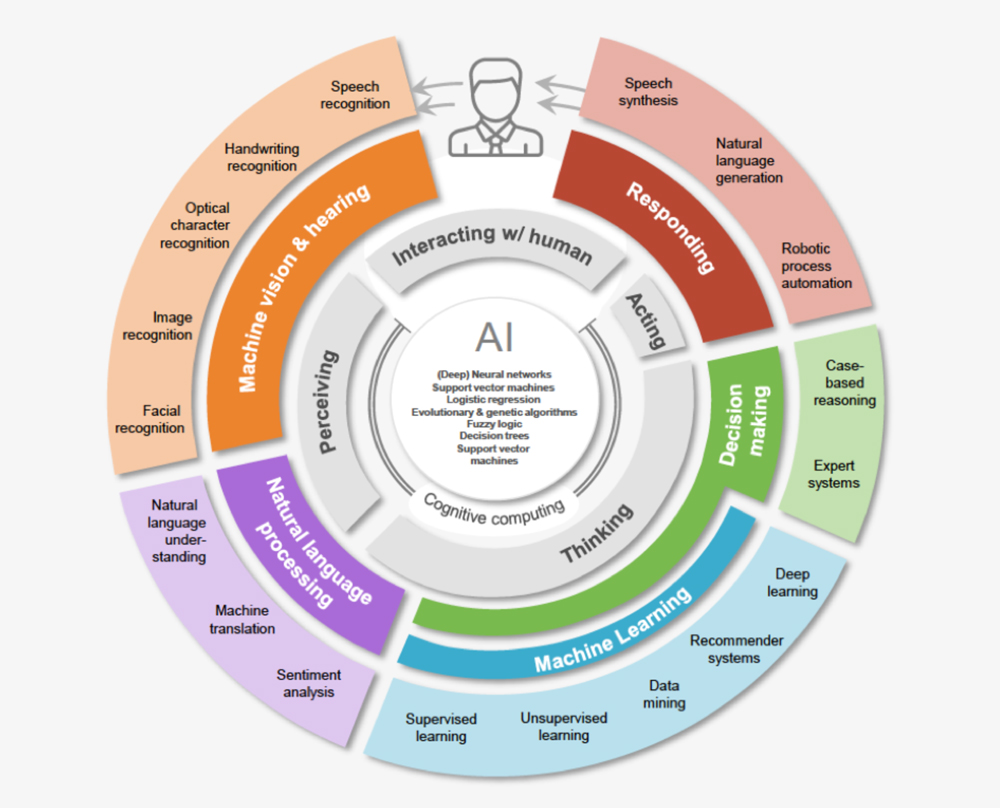 Speech
recognition
Handwriting
recognition
Optical
character
recognition
Image
recognition
Facial
recognition
Machine vision & hearing
Speech
synthesis
Natural
language
generation
Robotic
process
automation
Responding
Interacting w/ human
Acting
Perceiving
Thinking
AI
(Deep) Neural networks
Support vector machines
Logistic regression
Evolutionary & genetic algorithms
Fuzzy logic
Decision trees
Support vector
machines
Cognitive computing
Decision
making
Case-
based
reasoning
Expert
systems
Natural language
processing
Natural
language
under-
standing
Machine
translation
Sentiment
analysis
Machine Learning
Deep
learning
Recommender
systems
Data
mining
Unsupervised
learning
Supervised
learning